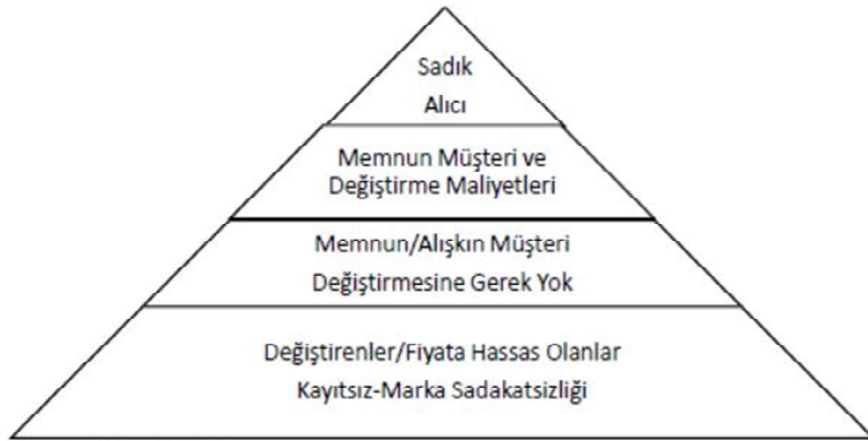 Sadık
Alıcı
Memnun Müşteri ve
Değiştirme Maliyetleri
Memnun/Alışkın Müşteri
Değiştirmesine Gerek Yok
Değiştirenler/Fiyata Hassas Olanlar
Kayıtsız-Marka Sadakatsizliği